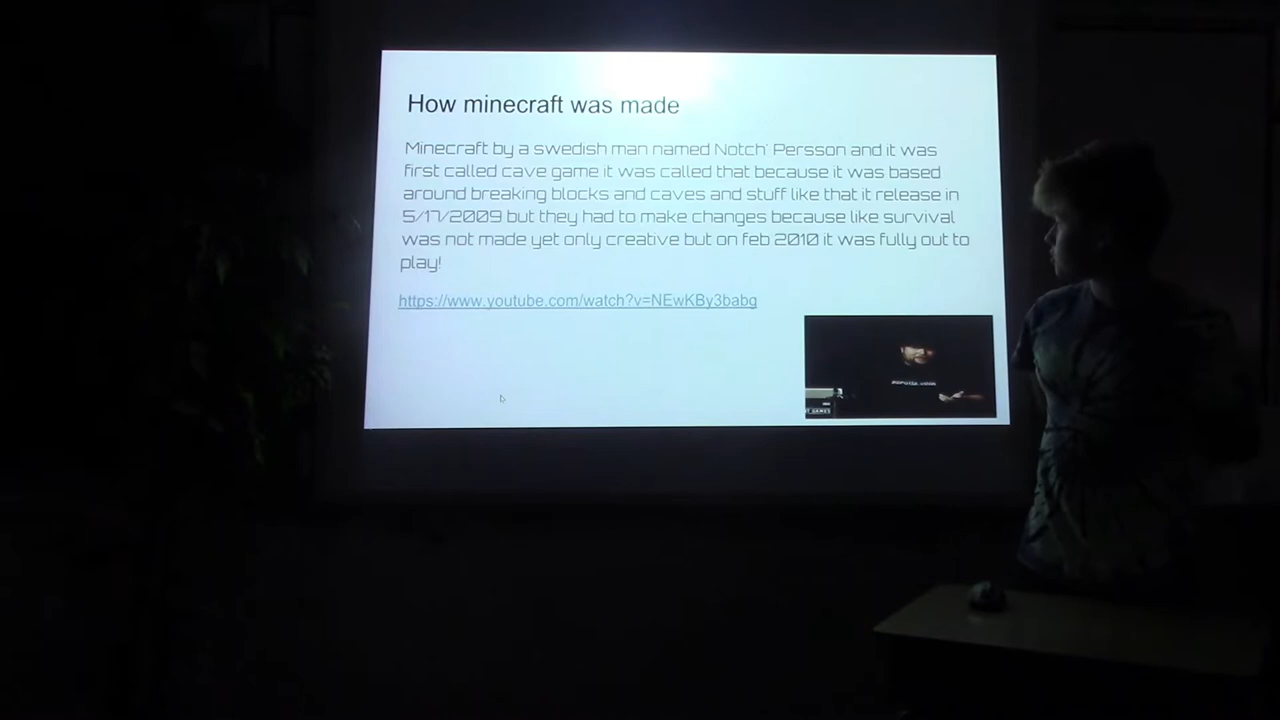 How minecraft was made
Minecraft by a swedish man named Notch' Persson and it was
first called cave game it was called that because it was based
around breaking blocks and caves and stuff like that it release in
5/17/2009 but they had to make changes because like survival
was not made yet only creative but on feb 2010 it was fully out to
play!
https://www.youtube.com/watch?v=NEwKBy3babg
GAMES